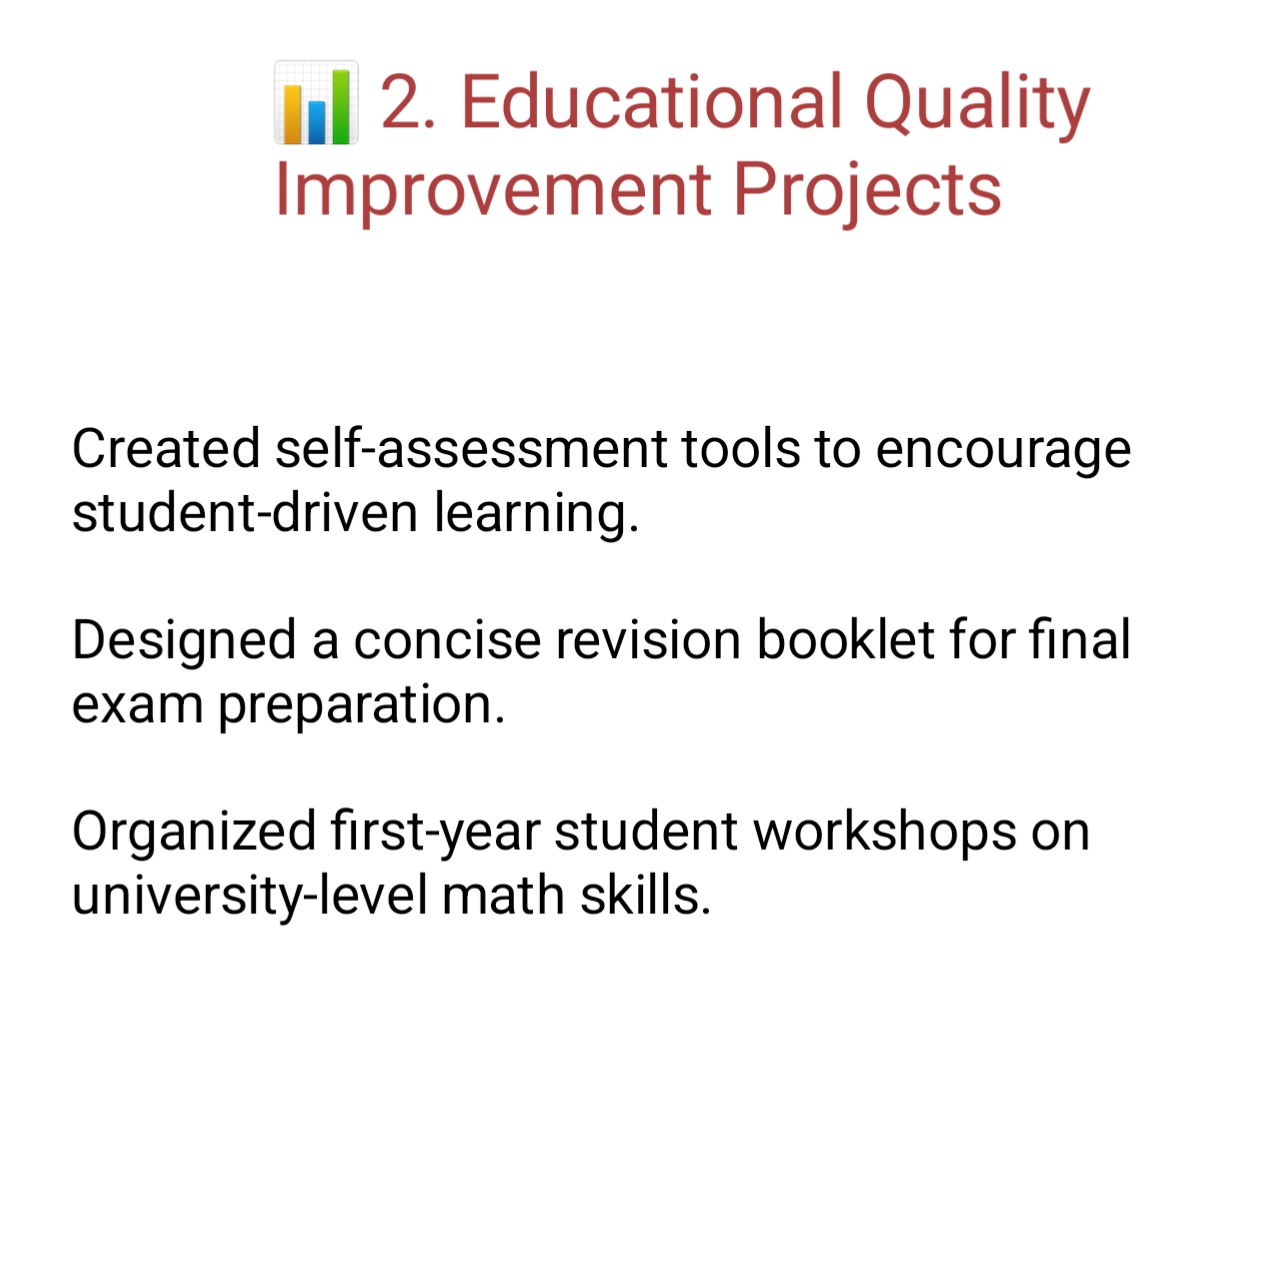 📊 2. Educational Quality
Improvement Projects
Created self-assessment tools to encourage
student-driven learning.
Designed a concise revision booklet for final
exam preparation.
Organized first-year student workshops on
university-level math skills.